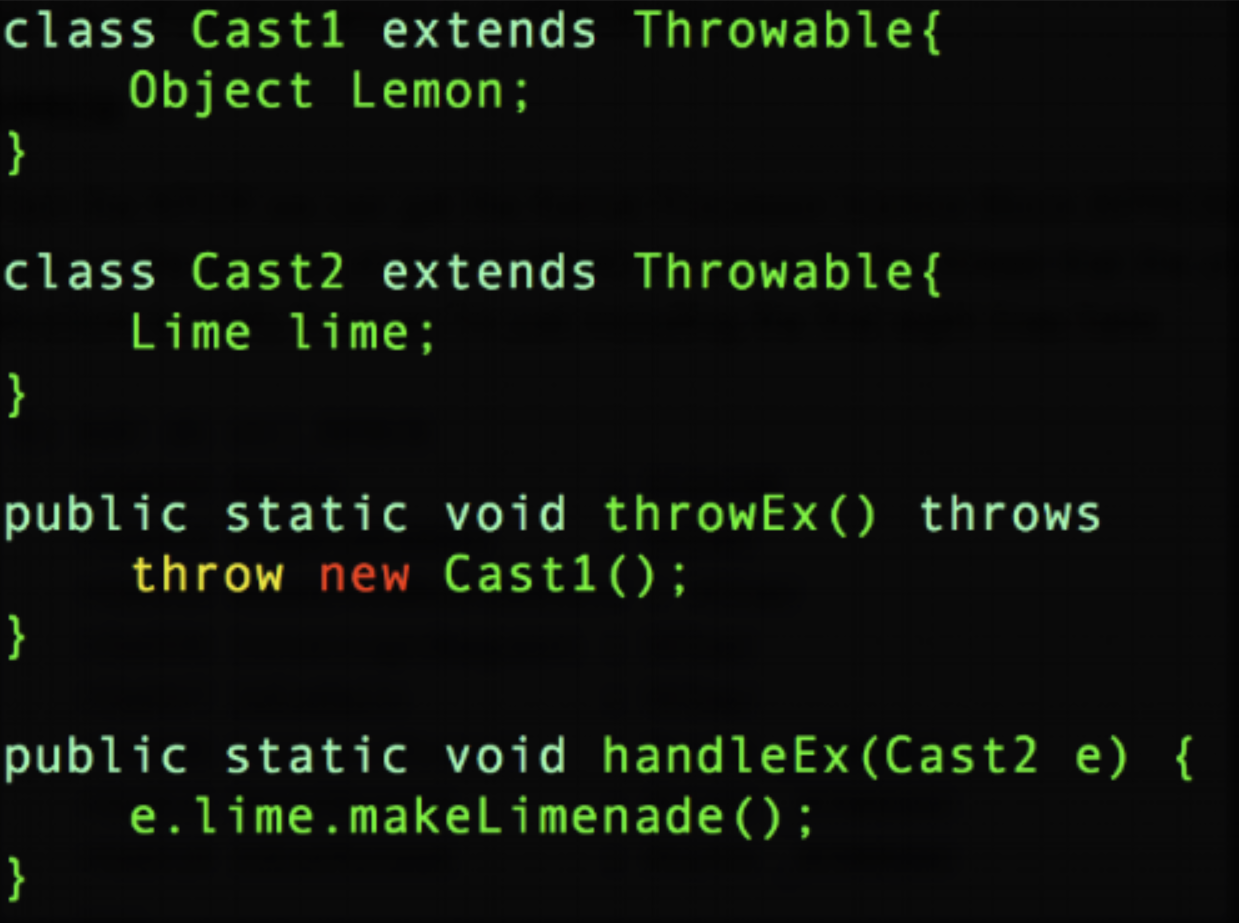 class Cast1 extends Throwable{
    Object Lemon;
}
class Cast2 extends Throwable{
    Lime lime;
}
public static void throwEx() throws
    throw new Cast1();
}
public static void handleEx(Cast2 e) {
    e.lime.makeLimenade();
}